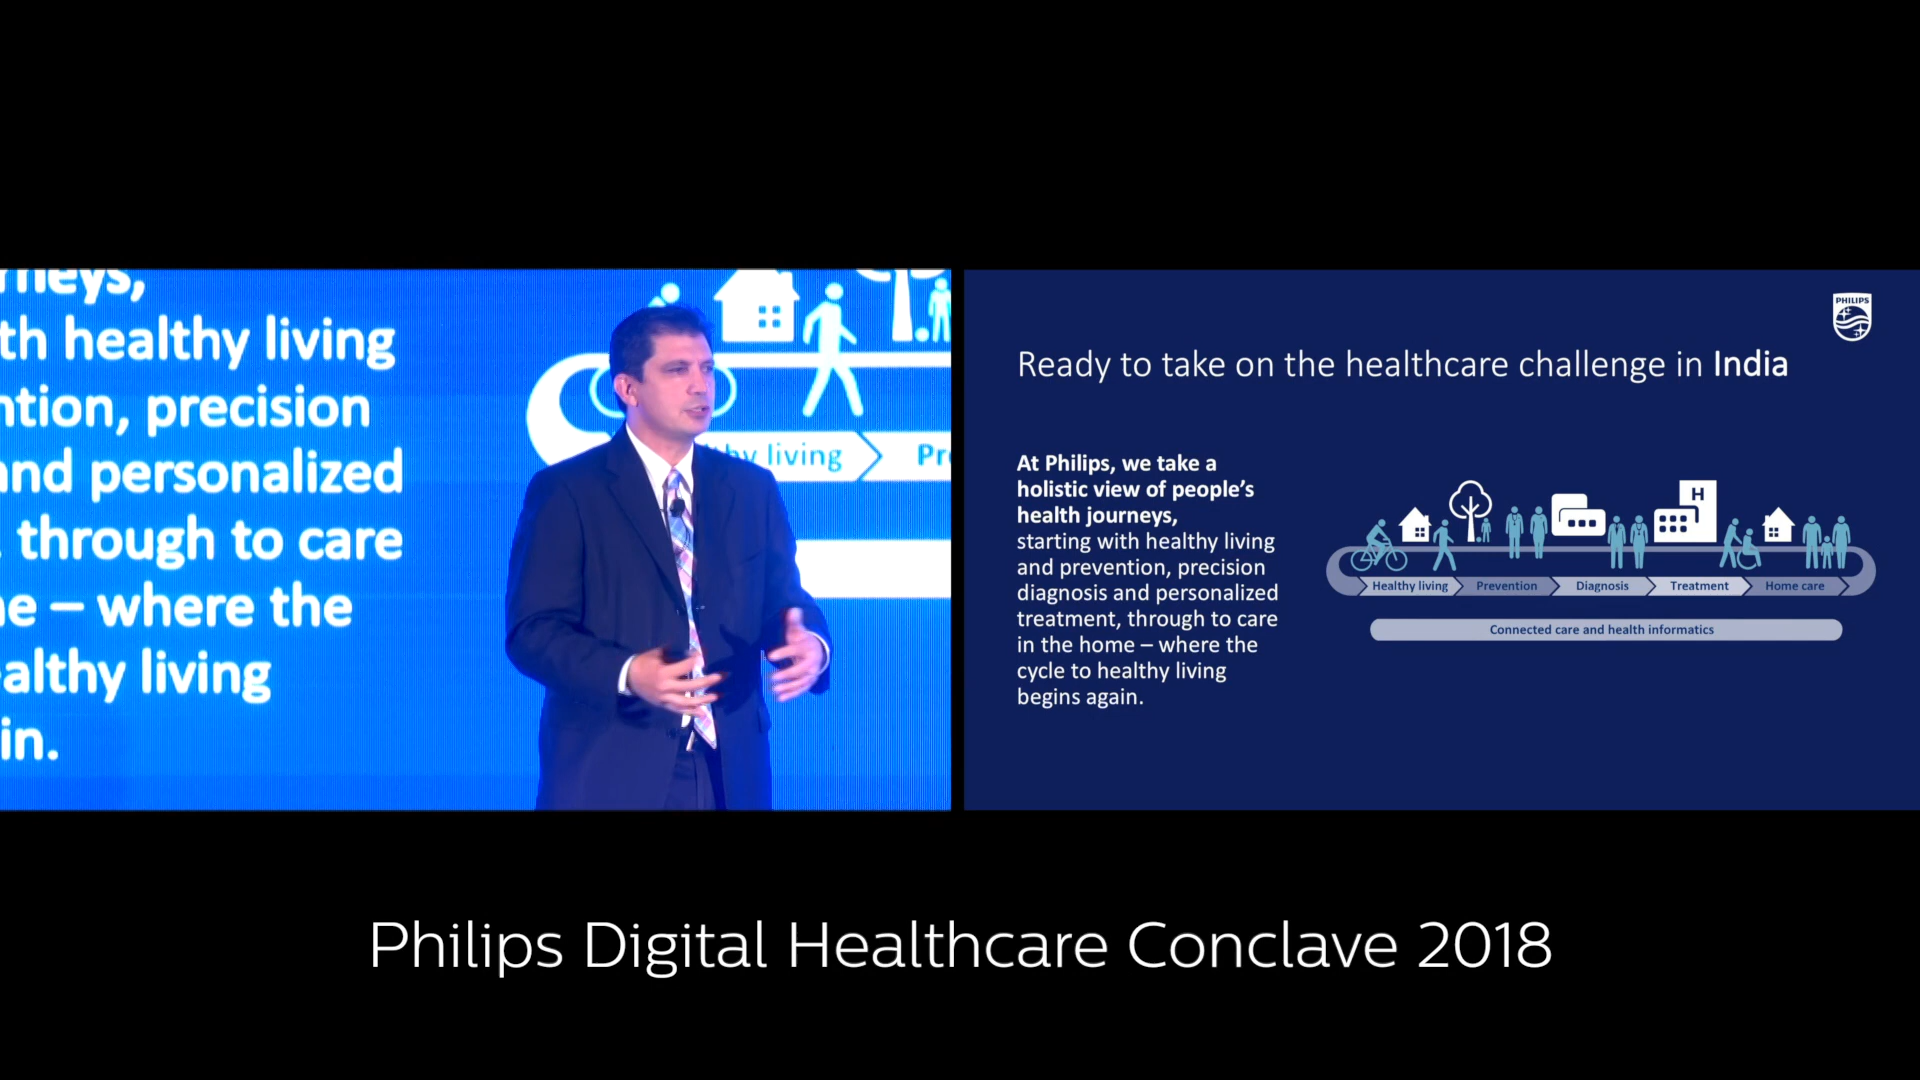 rneys,
th healthy living
ntion, precision
and personalized
, through to care
e – where the
ealthy living
in.
hy living
Pr
PHILIPS
Ready to take on the healthcare challenge in India
At Philips, we take a
holistic view of people’s
health journeys,
starting with healthy living
and prevention, precision
diagnosis and personalized
treatment, through to care
in the home – where the
cycle to healthy living
begins again.
H
Healthy living
Prevention
Diagnosis
Treatment
Home care
Connected care and health informatics
Philips Digital Healthcare Conclave 2018